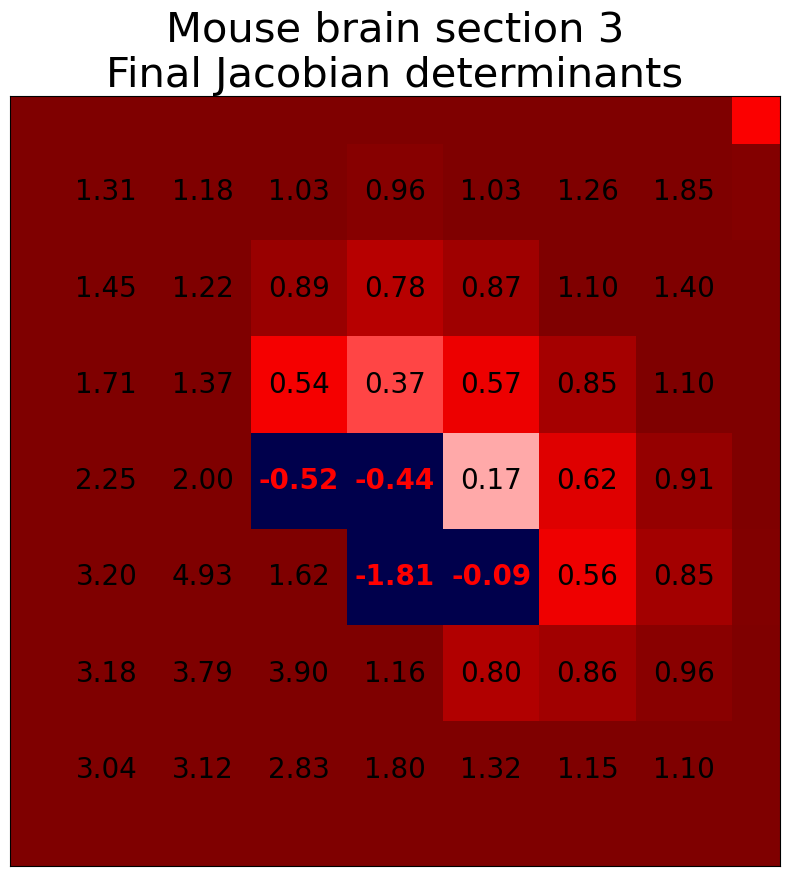 Mouse brain section 3
Final Jacobian determinants
1.31 1.18 1.03 0.96 1.03 1.26 1.85
1.45 1.22 0.89 0.78 0.87 1.10 1.40
1.71 1.37 0.54 0.37 0.57 0.85 1.10
2.25 2.00 -0.52 -0.44 0.17 0.62 0.91
3.20 4.93 1.62 -1.81 -0.09 0.56 0.85
3.18 3.79 3.90 1.16 0.80 0.86 0.96
3.04 3.12 2.83 1.80 1.32 1.15 1.10